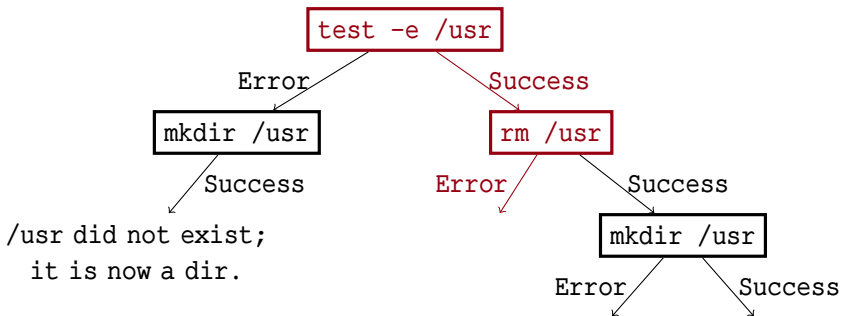 test -e /usr
Error
Success
mkdir /usr
rm /usr
Success
Error
Success
/usr did not exist;
it is now a dir.
mkdir /usr
Error
Success